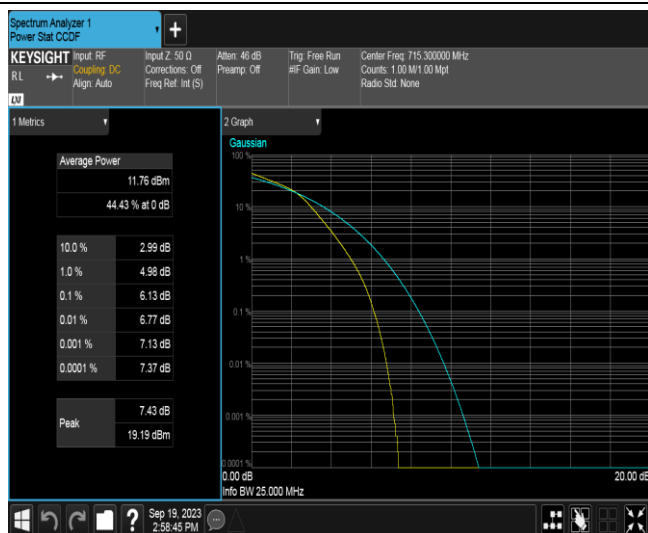 Spectrum Analyzer 1
Power Stat CCDF
+
KEYSIGHT
RL
LXI
Input: RF
Coupling: DC
Align: Auto
Input Z: 50 Ω
Corrections: Off
Freq Ref: Int (S)
Atten: 46 dB
Preamp: Off
Trig: Free Run
#IF Gain: Low
Center Freq: 715.300000 MHz
Counts: 1.00 M/1.00 Mpt
Radio Std: None
1 Metrics
Average Power
11.76 dBm
44.43 % at 0 dB
10.0 % 2.99 dB
1.0 % 4.98 dB
0.1 % 6.13 dB
0.01 % 6.77 dB
0.001 % 7.13 dB
0.0001 % 7.37 dB
Peak
7.43 dB
19.19 dBm
2 Graph
Gaussian
100 %
10 %
1 %
0.1 %
0.01 %
0.001 %
0.0001 %
0.00 dB
20.00 dB
Info BW 25.000 MHz
?
Sep 19, 2023
2:58:45 PM